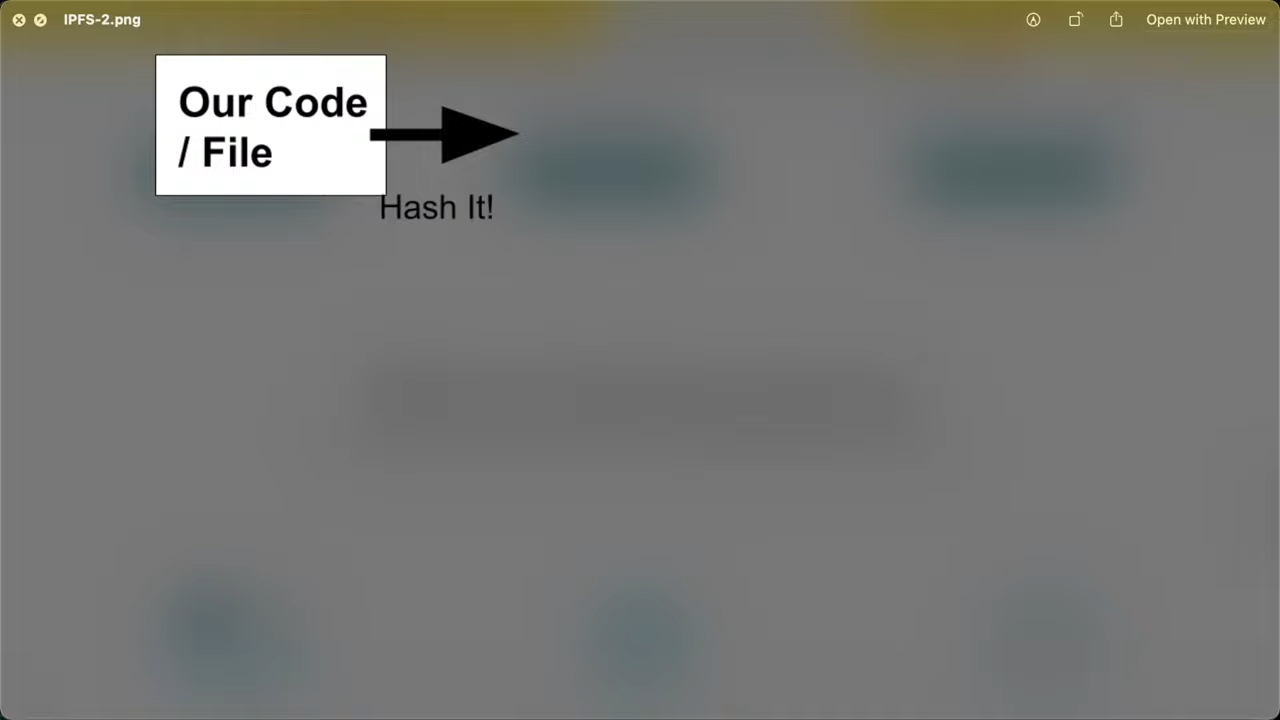 IPFS-2.png
Open with Preview
Our Code
/ File
Hash It!